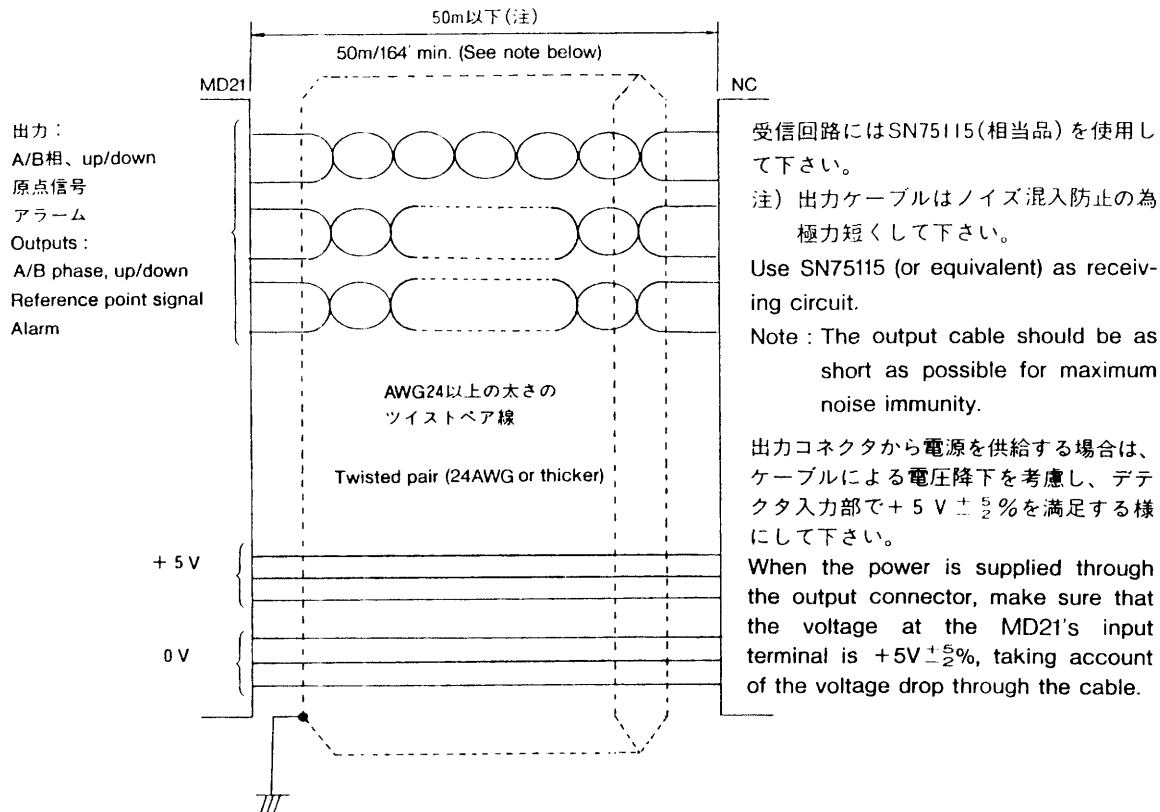 50m以下(注)
50m/164' min. (See note below)
MD21
NC
出力：
A/B相、up/down
原点信号
アラーム
Outputs :
A/B phase, up/down
Reference point signal
Alarm
AWG24以上の太さの
ツイストペア線
Twisted pair (24AWG or thicker)
+ 5 V
0 V
受信回路にはSN75115(相当品) を使用し
て下さい。
注) 出力ケーブルはノイズ混入防止の為
極力短くして下さい。
Use SN75115 (or equivalent) as receiv-
ing circuit.
Note : The output cable should be as
short as possible for maximum
noise immunity.
出力コネクタから電源を供給する場合は、
ケーブルによる電圧降下を考慮し、デテ
クタ入力部で+ 5 V ± 5/2 %を満足する様
にして下さい。
When the power is supplied through
the output connector, make sure that
the voltage at the MD21's input
terminal is +5V ± 5/2 %, taking account
of the voltage drop through the cable.